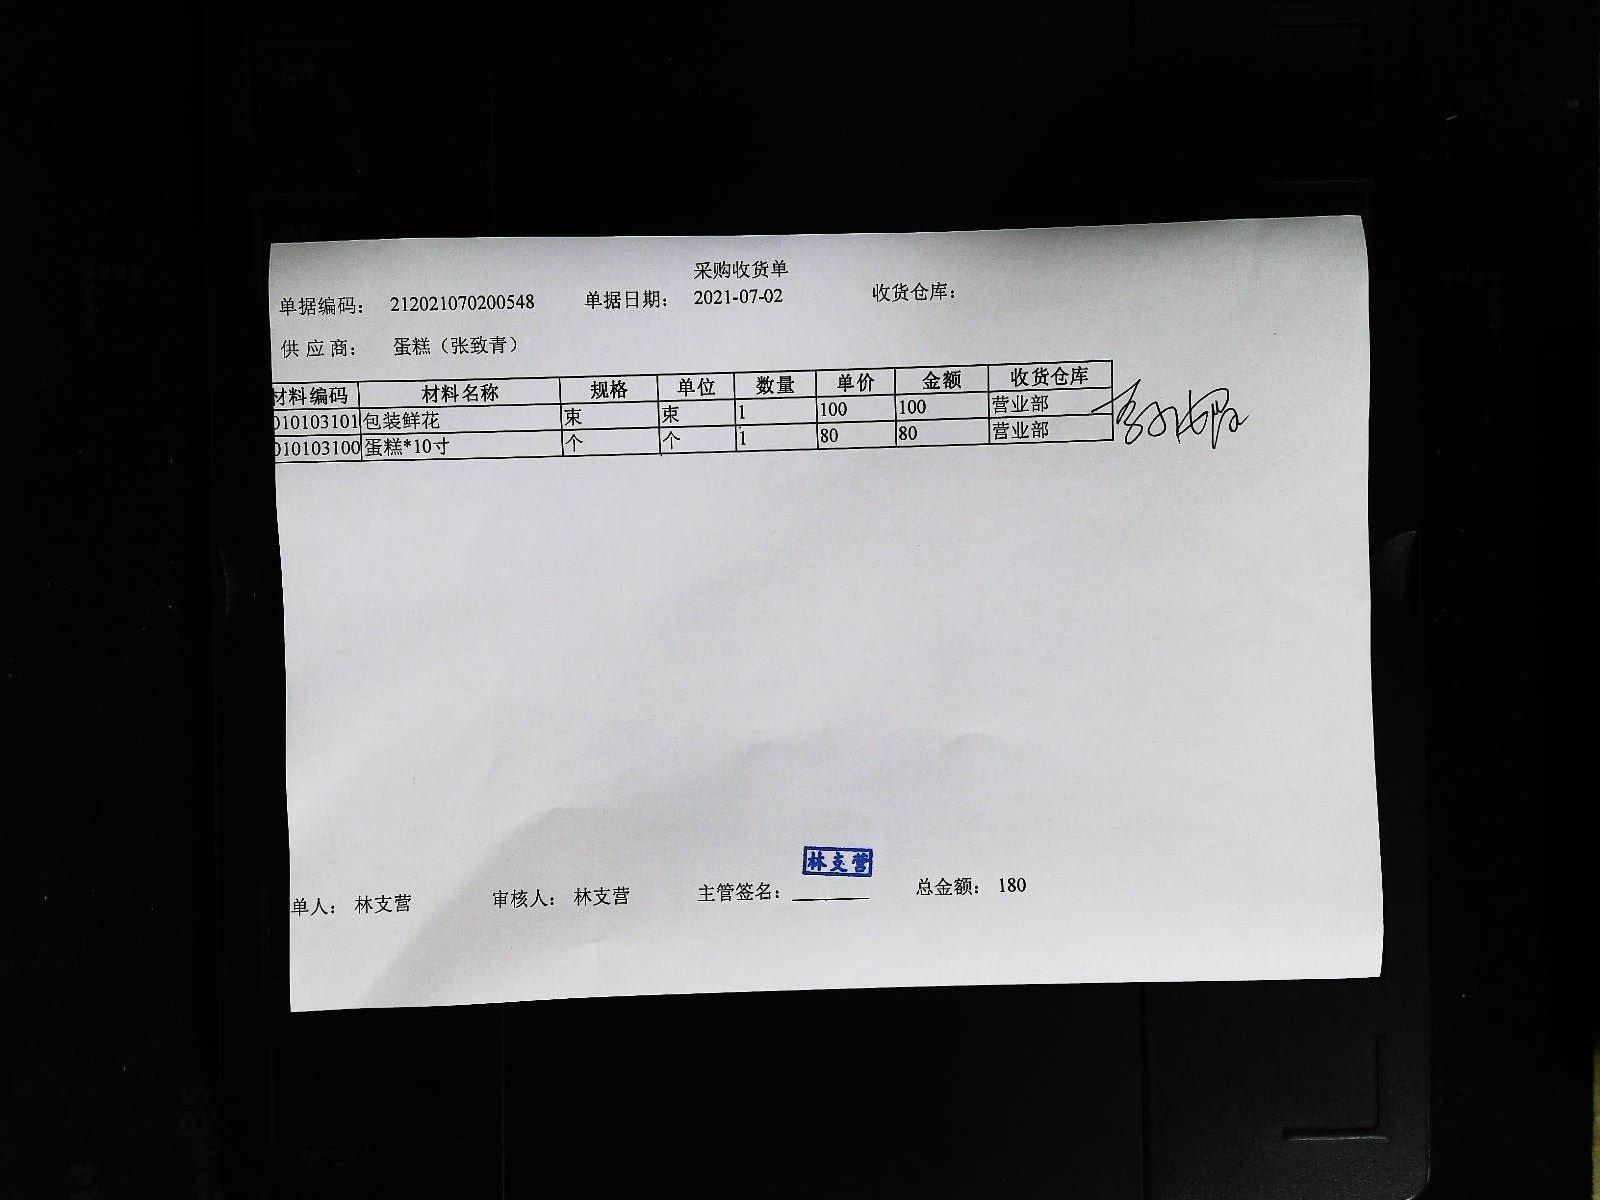 采购收货单
单据编码： 212021070200548 单据日期： 2021-07-02 收货仓库：
供 应 商： 蛋糕（张致青）
材料编码 材料名称 规格 单位 数量 单价 金额 收货仓库
010103101 包装鲜花 束 束 1 100 100 营业部
010103100 蛋糕*10寸 个 个 1 80 80 营业部
林支营
单人： 林支营 审核人： 林支营 主管签名： 总金额： 180